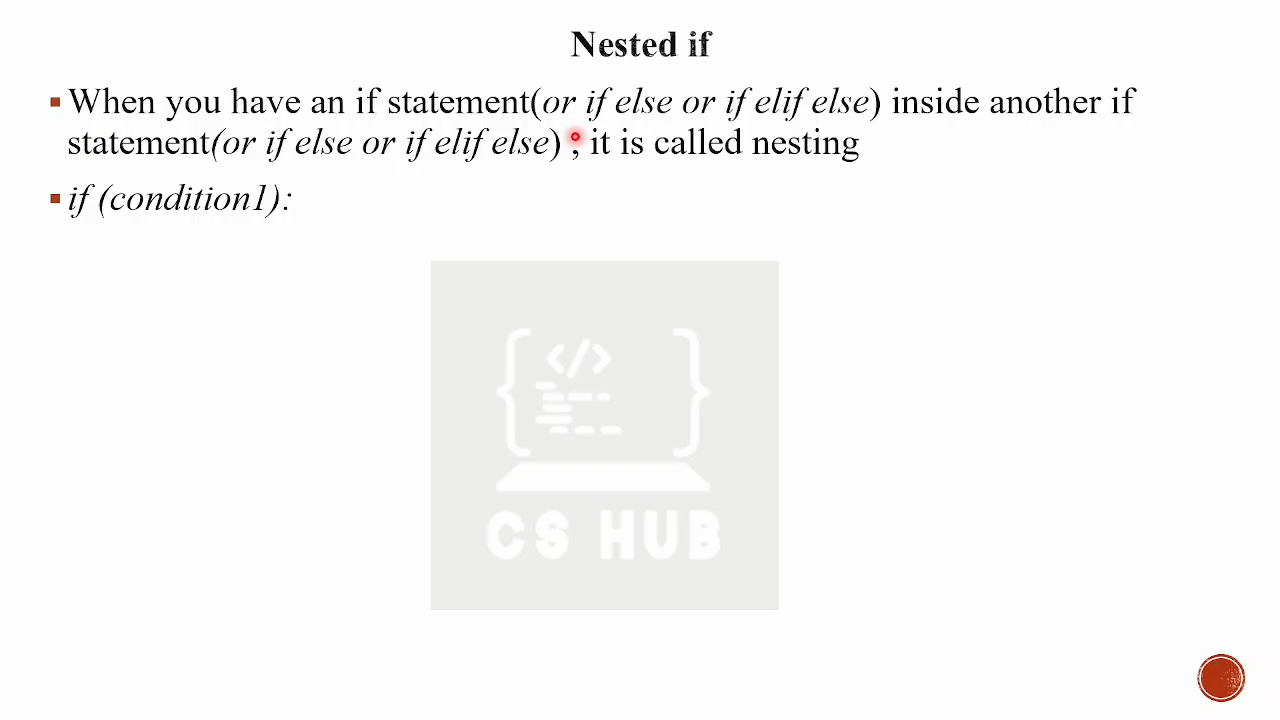 Nested if
▪ When you have an if statement(or if else or if elif else) inside another if
statement(or if else or if elif else) , it is called nesting
▪ if (condition1):
</>
CS HUB